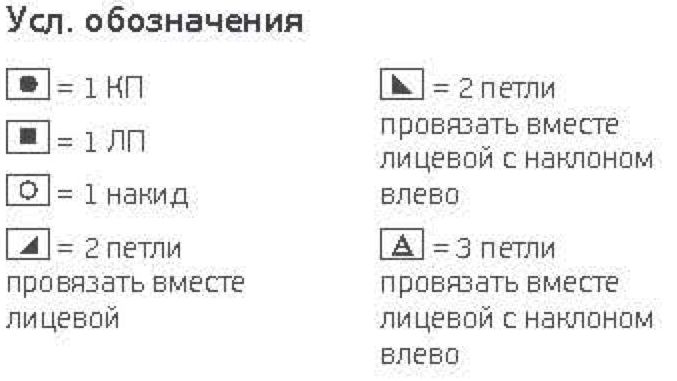 Усл. обозначения
● = 1 КП
■ = 1 ЛП
○ = 1 накид
◢ = 2 петли
провязать вместе
лицевой
◣ = 2 петли
провязать вместе
лицевой с наклоном
влево
= 3 петли
провязать вместе
лицевой с наклоном
влево